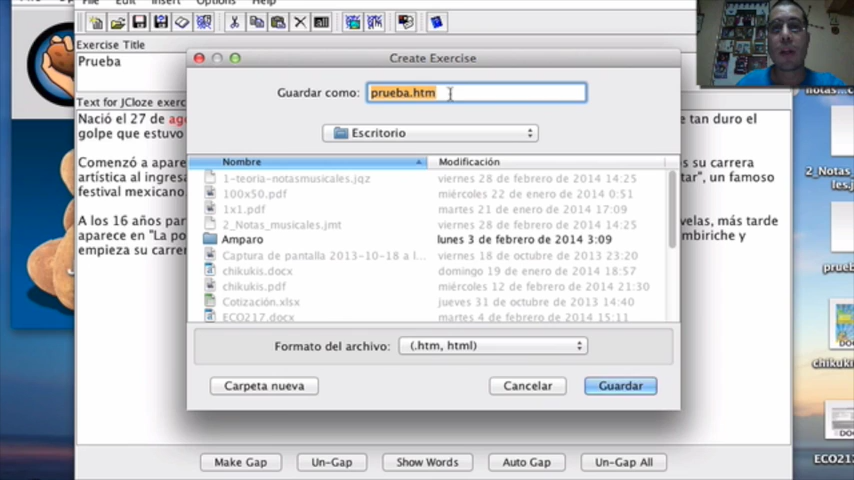 File Edit Insert Options Help
Exercise Title
Prueba
Create Exercise
Guardar como: prueba.htm
Escritorio
Nombre Modificación
1-teoria-notasmusicales.jqz viernes 28 de febrero de 2014 14:25
100x50.pdf miércoles 22 de enero de 2014 0:51
1x1.pdf martes 21 de enero de 2014 17:09
2_Notas_musicales.jmt viernes 28 de febrero de 2014 14:25
Amparo lunes 3 de febrero de 2014 3:09
Captura de pantalla 2013-10-18 a l... viernes 18 de octubre de 2013 23:20
chikukis.docx domingo 19 de enero de 2014 18:57
chikukis.pdf miércoles 12 de febrero de 2014 21:30
Cotización.xlsx jueves 31 de octubre de 2013 14:40
ECO217.docx martes 4 de febrero de 2014 15:11
Formato del archivo: (.htm, html)
Carpeta nueva Cancelar Guardar
Text for JCloze exerc
Nació el 27 de ag e tan duro el
golpe que estuvo
Comenzó a apare s su carrera
artística al ingresa tar", un famoso
festival mexicano
A los 16 años par velas, más tarde
aparece en "La po mbiriche y
empieza su carrer
Make Gap Un-Gap Show Words Auto Gap Un-Gap All
notas...
2_Notas_m
les.j
prueb
chikukis
ECO217